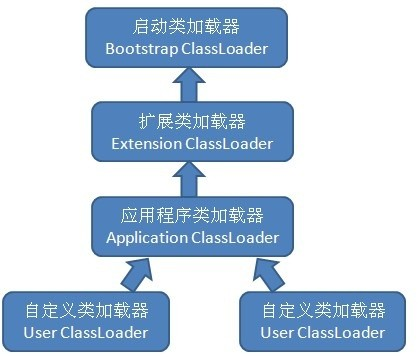 启动类加载器
Bootstrap ClassLoader
扩展类加载器
Extension ClassLoader
应用程序类加载器
Application ClassLoader
自定义类加载器
User ClassLoader
自定义类加载器
User ClassLoader